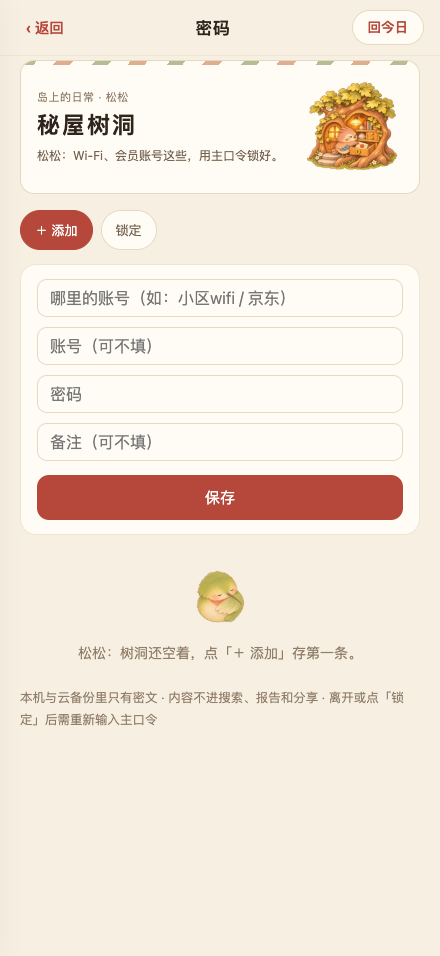 ‹ 返回
密码
回今日
岛上的日常 · 松松
秘屋树洞
松松：Wi-Fi、会员账号这些，用主口令锁好。
＋ 添加
锁定
哪里的账号（如：小区wifi / 京东）
账号（可不填）
密码
备注（可不填）
保存
松松：树洞还空着，点「＋ 添加」存第一条。
本机与云备份里只有密文 · 内容不进搜索、报告和分享 · 离开或点「锁
定」后需重新输入主口令